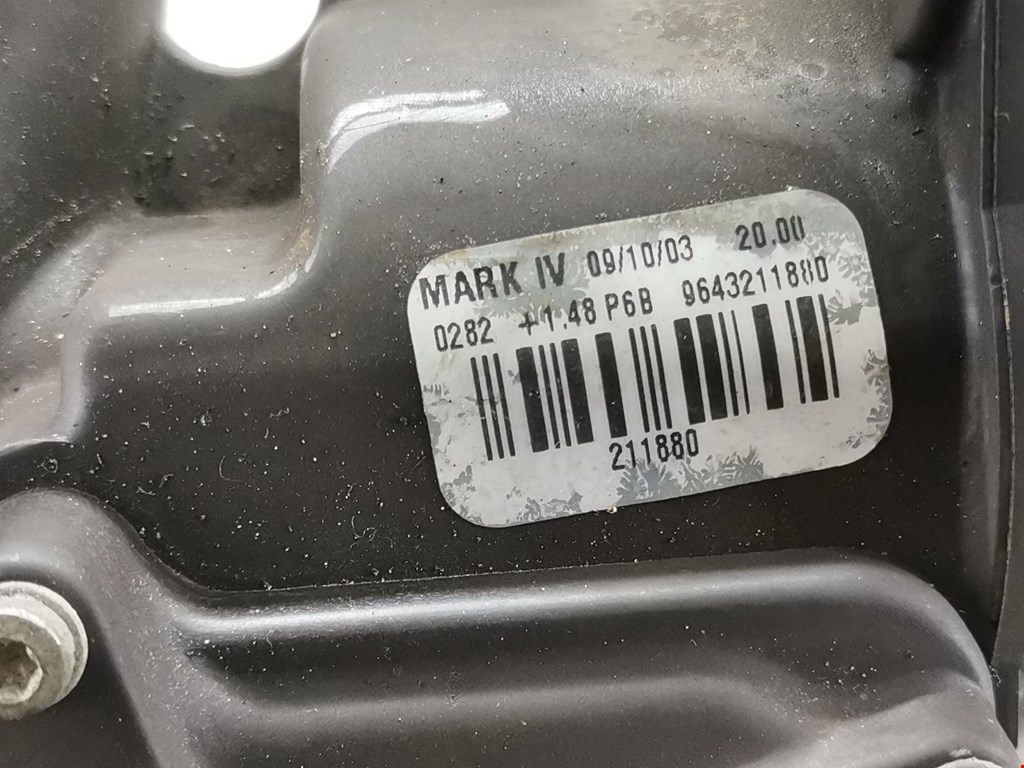 MARK IV 09/10/03 20.00
0282 +1.48 P6B 9643211880
211880